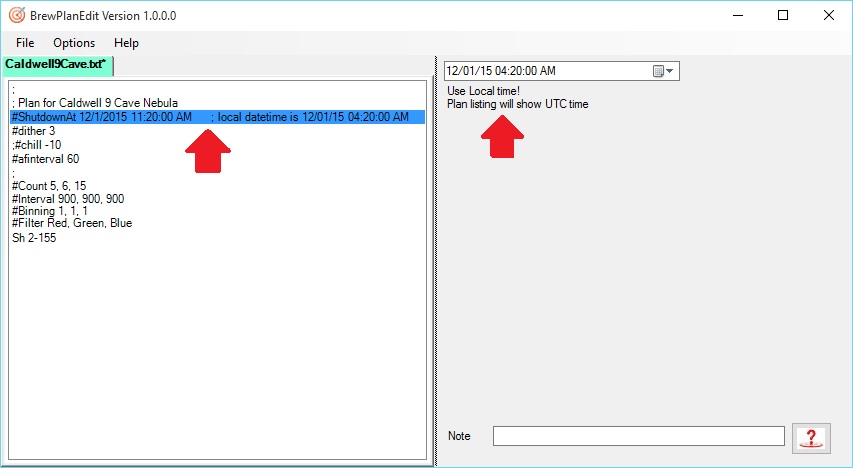 BrewPlanEdit Version 1.0.0.0
File Options Help
Caldwell9Cave.txt*
;
; Plan for Caldwell 9 Cave Nebula
#ShutdownAt 12/1/2015 11:20:00 AM ; local datetime is 12/01/15 04:20:00 AM
#dither 3
;#chill -10
#afinterval 60
;
#Count 5, 6, 15
#Interval 900, 900, 900
#Binning 1, 1, 1
#Filter Red, Green, Blue
Sh 2-155
12/01/15 04:20:00 AM
Use Local time!
Plan listing will show UTC time
Note
?